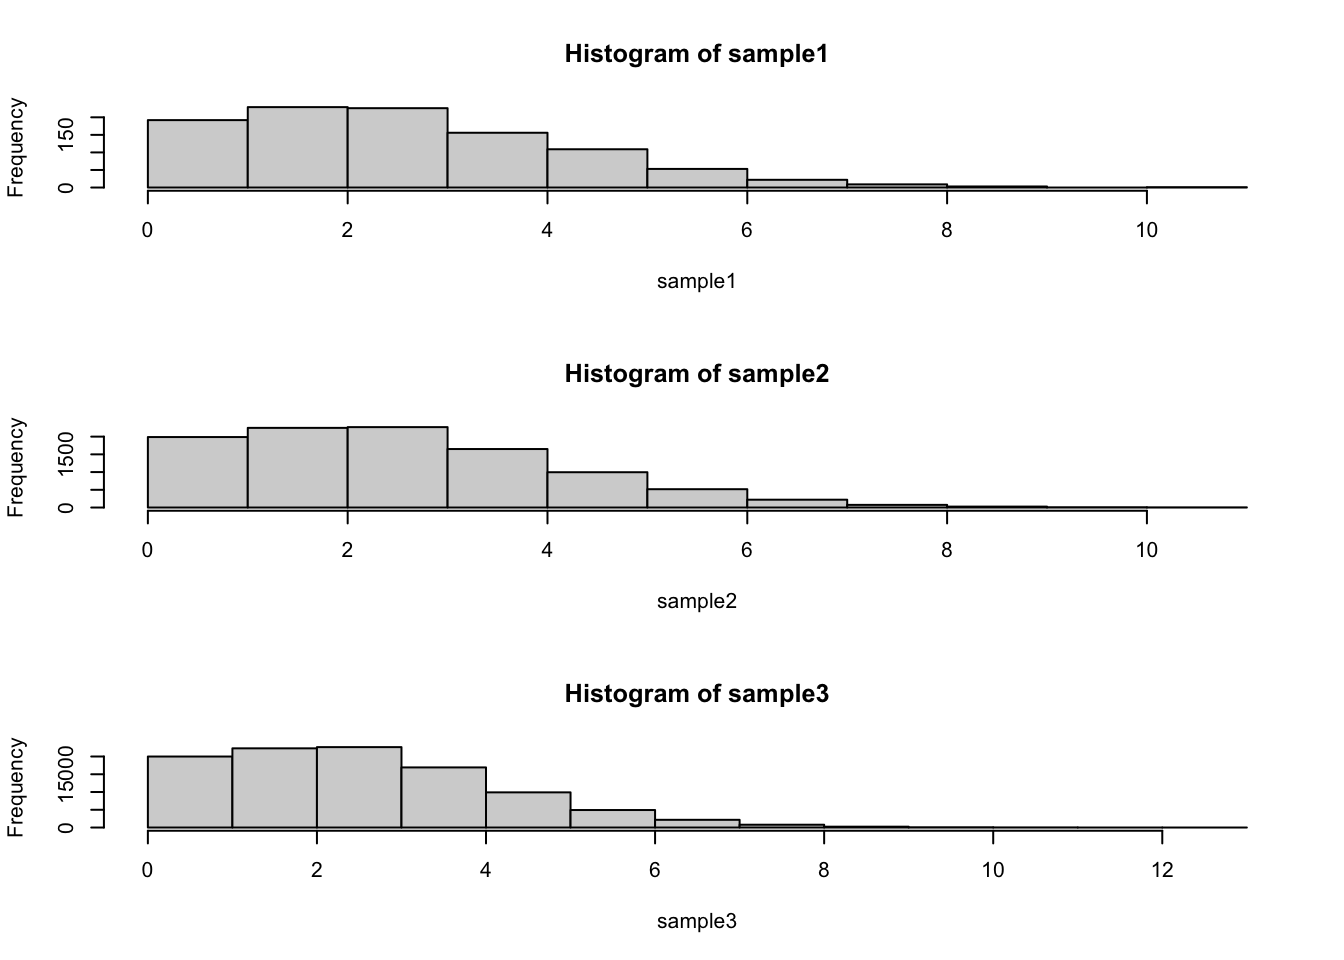 Histogram of sample1
Frequency
0 150
0 2 4 6 8 10
sample1
Histogram of sample2
Frequency
0 1500
0 2 4 6 8 10
sample2
Histogram of sample3
Frequency
0 15000
0 2 4 6 8 10 12
sample3